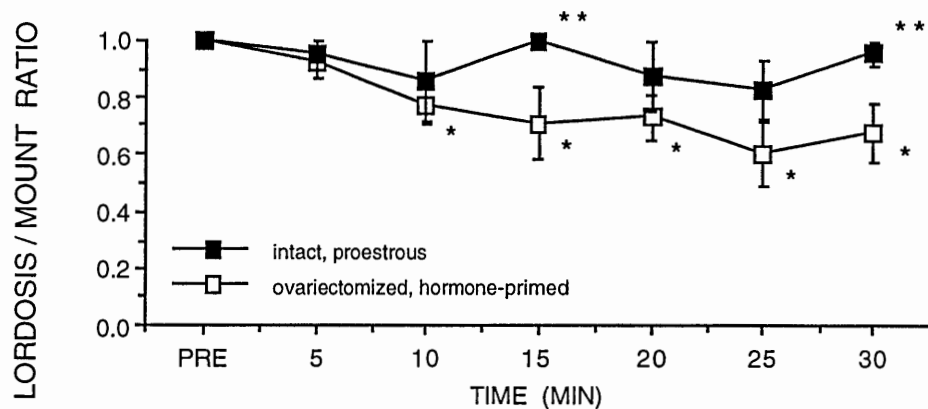 LORDOSIS / MOUNT RATIO
* *
* *
1.0
0.8
*
*
*
*
*
0.6
0.4
intact, proestrous
0.2
ovariectomized, hormone-primed
0.0
PRE 5 10 15 20 25 30
TIME (MIN)